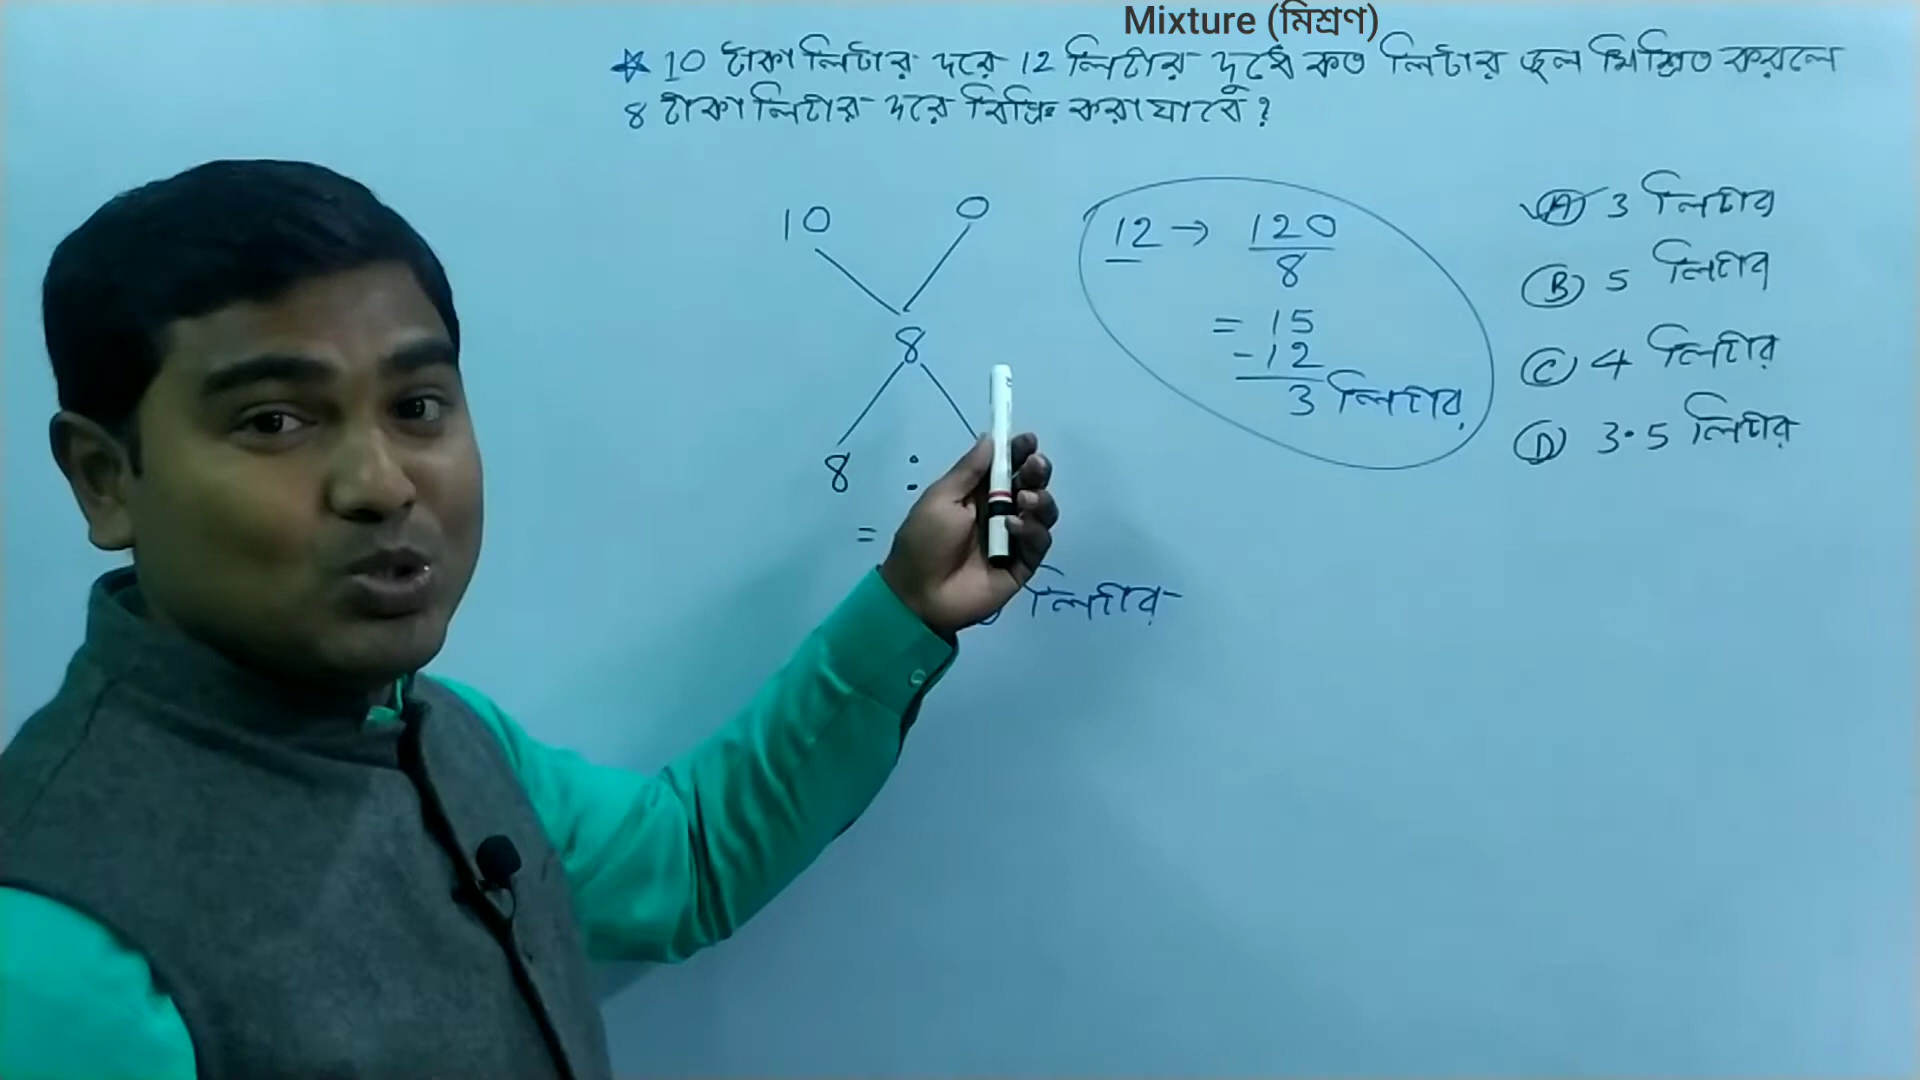 Mixture (মিশ্রণ)
10 টাকা লিটার দরে 12 লিটার দুধে কত লিটার জল মিশ্রিত করলে
8 টাকা লিটার দরে বিক্রি করা যাবে?
10 0
8
8 :
=
লিটার
12 → 120
8
= 15
- 12
3 লিটার
(A) 3 লিটার
(B) 5 লিটার
(C) 4 লিটার
(D) 3.5 লিটার